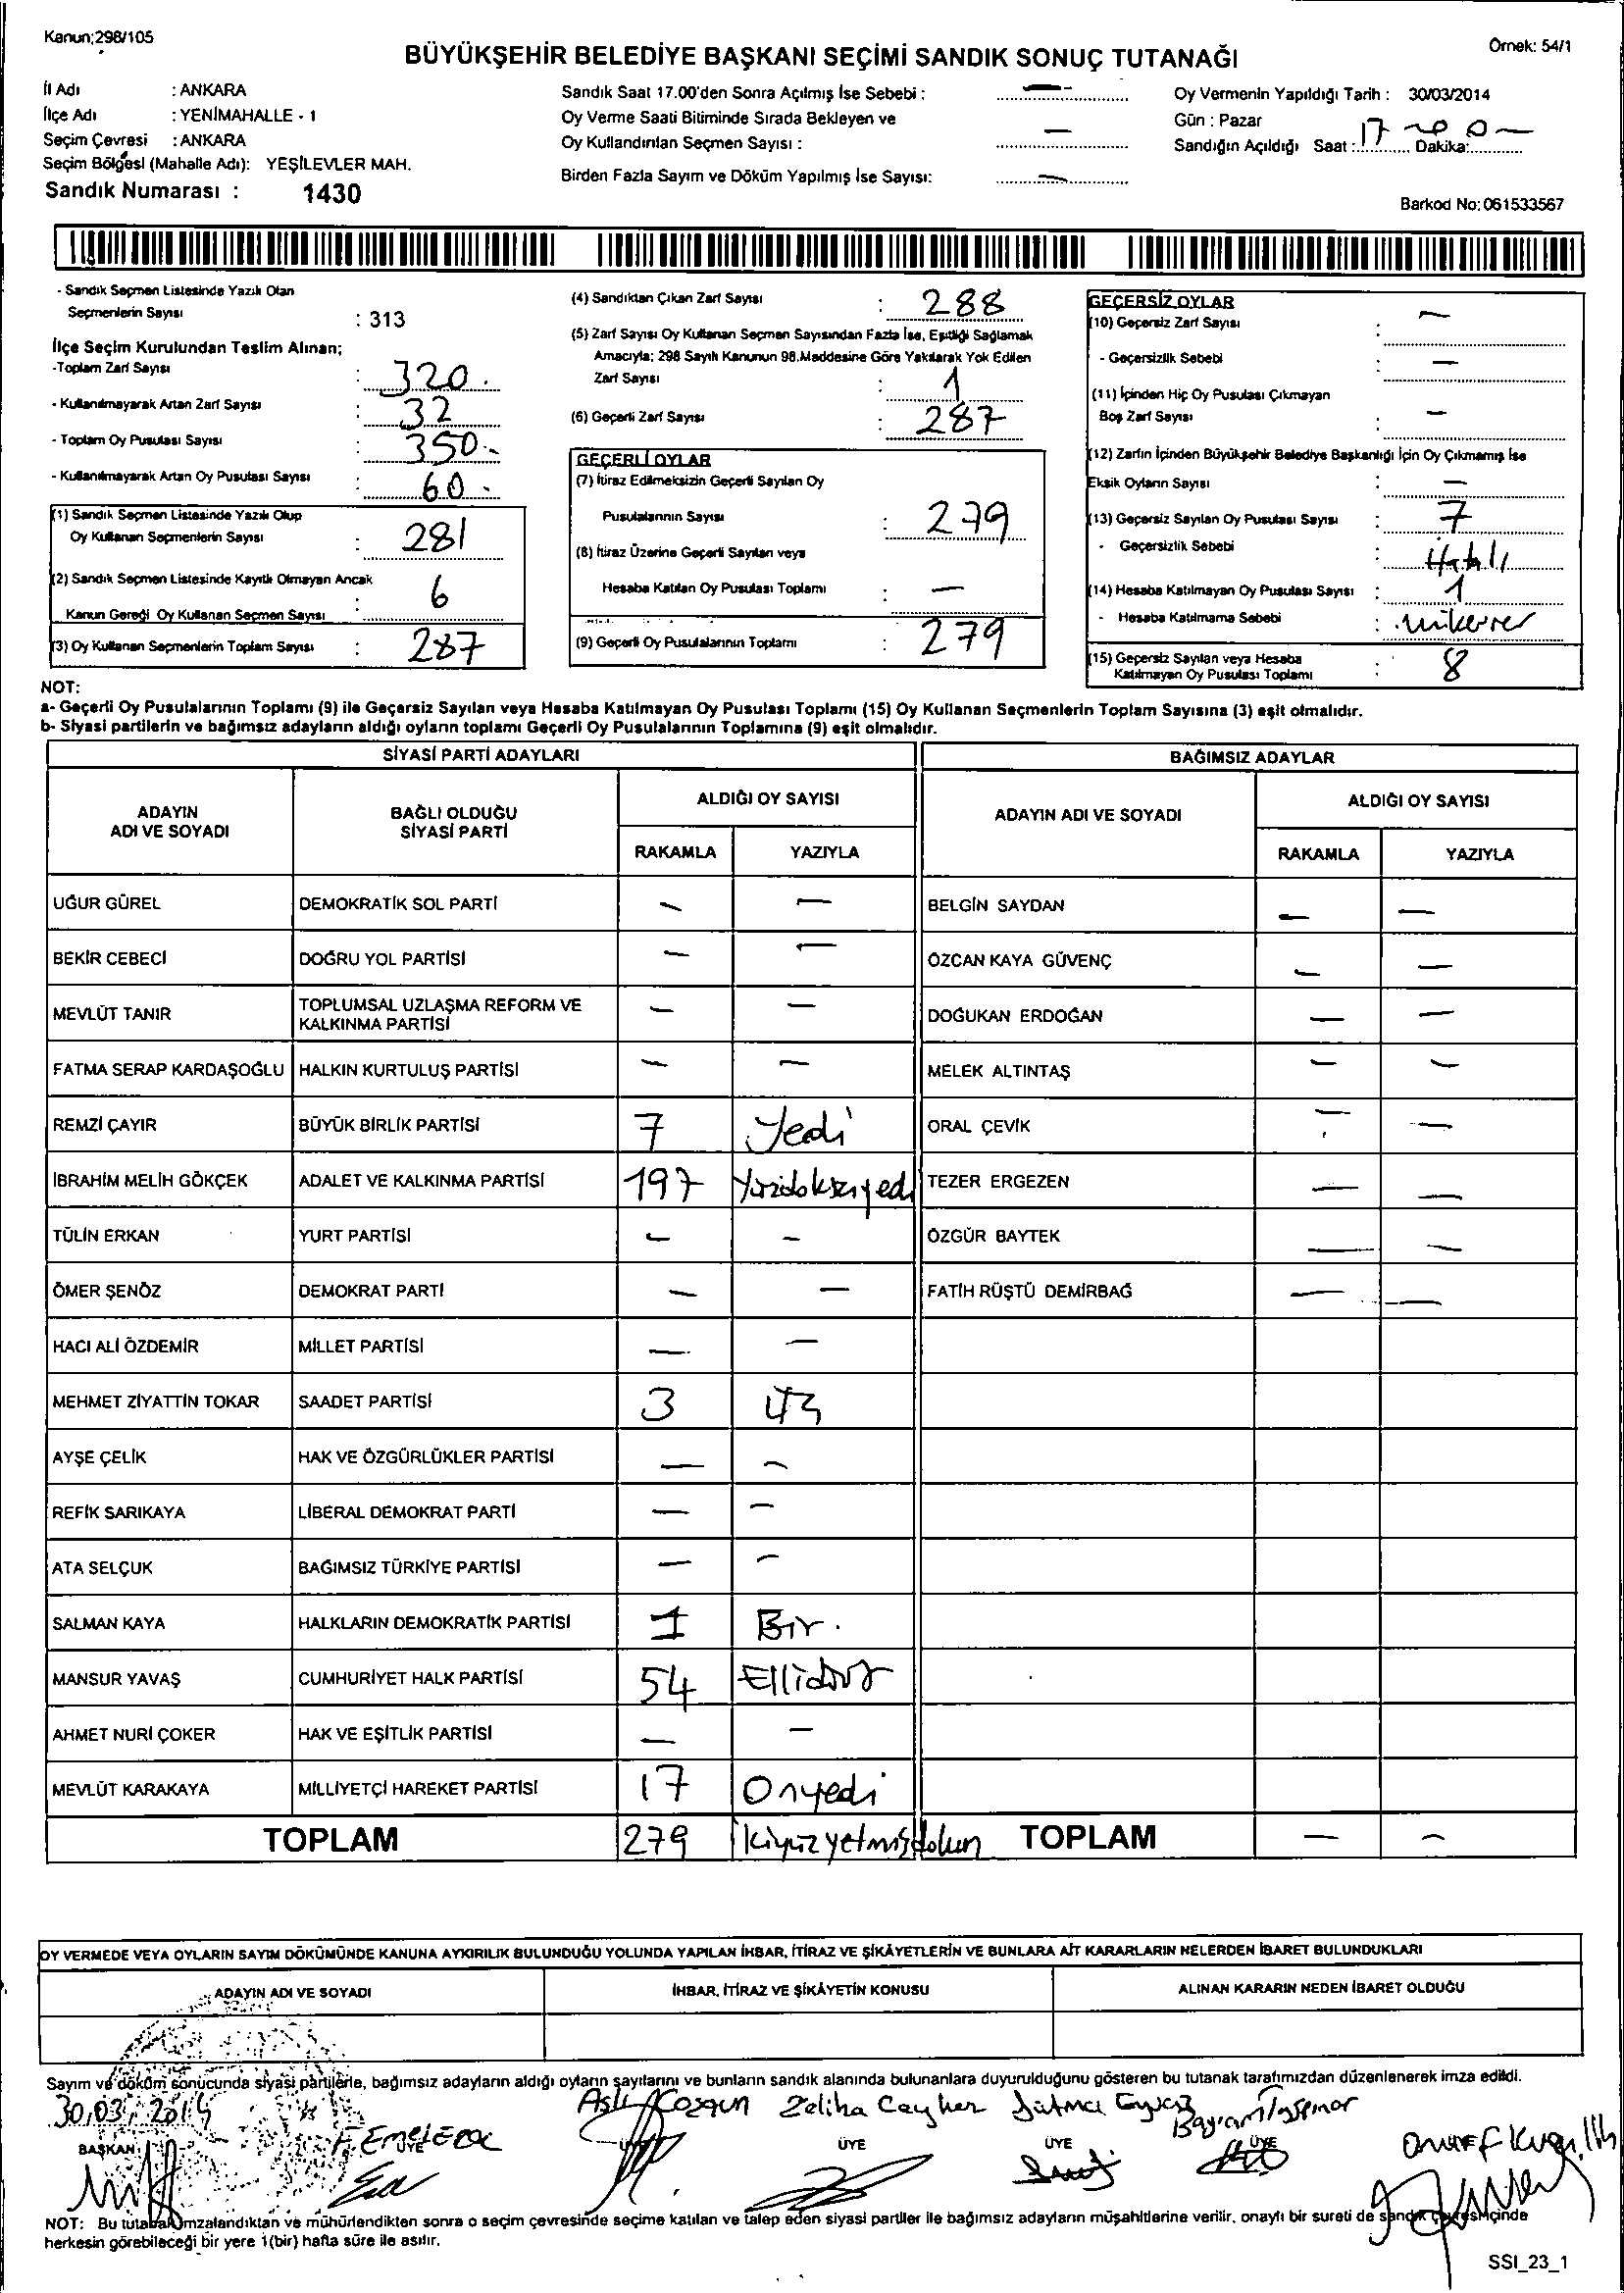 Kanun;298/105
Örnek: 54/1
BÜYÜKŞEHİR BELEDİYE BAŞKANI SEÇİMİ SANDIK SONUÇ TUTANAĞI
İl Adı : ANKARA
İlçe Adı : YENİMAHALLE - 1
Seçim Çevresi : ANKARA
Seçim Bölgesi (Mahalle Adı): YEŞİLEVLER MAH.
Sandık Numarası : 1430
Sandık Saat 17.00'den Sonra Açılmış İse Sebebi : —
Oy Verme Saati Bitiminde Sırada Bekleyen ve
Oy Kullandırılan Seçmen Sayısı : —
Birden Fazla Sayım ve Döküm Yapılmış İse Sayısı: —
Oy Vermenin Yapıldığı Tarih : 30/03/2014
Gün : Pazar
Sandığın Açıldığı Saat : 17 Dakika:
Barkod No: 061533567
- Sandık Seçmen Listesinde Yazılı Olan
Seçmenlerin Sayısı : 313
İlçe Seçim Kurulundan Teslim Alınan;
-Toplam Zarf Sayısı : 320.
- Kullanılmayarak Artan Zarf Sayısı : 32
- Toplam Oy Pusulası Sayısı : 350.-
- Kullanılmayarak Artan Oy Pusulası Sayısı : 60.
(1) Sandık Seçmen Listesinde Yazılı Olup
Oy Kullanan Seçmenlerin Sayısı : 281
(2) Sandık Seçmen Listesinde Kayıtlı Olmayan Ancak
Kanun Gereği Oy Kullanan Seçmen Sayısı : 6
(3) Oy Kullanan Seçmenlerin Toplam Sayısı : 287
(4) Sandıktan Çıkan Zarf Sayısı : 288
(5) Zarf Sayısı Oy Kullanan Seçmen Sayısından Fazla İse, Eşitliği Sağlamak
Amacıyla; 298 Sayılı Kanunun 98.Maddesine Göre Yakılarak Yok Edilen
Zarf Sayısı : 1
(6) Geçerli Zarf Sayısı : 287
GEÇERLİ OYLAR
(7) İtiraz Edilmeksizin Geçerli Sayılan Oy
Pusulalarının Sayısı : 279
(8) İtiraz Üzerine Geçerli Sayılan veya
Hesaba Katılan Oy Pusulası Toplamı : —
(9) Geçerli Oy Pusulalarının Toplamı : 279
GEÇERSİZ OYLAR
(10) Geçersiz Zarf Sayısı : —
- Geçersizlik Sebebi : —
(11) İçinden Hiç Oy Pusulası Çıkmayan
Boş Zarf Sayısı : —
(12) Zarfın İçinden Büyükşehir Belediye Başkanlığı İçin Oy Çıkmamış İse
Eksik Oyların Sayısı : —
(13) Geçersiz Sayılan Oy Pusulası Sayısı : 7
- Geçersizlik Sebebi : Hatalı
(14) Hesaba Katılmayan Oy Pusulası Sayısı : 1
- Hesaba Katılmama Sebebi : mükerrer
(15) Geçersiz Sayılan veya Hesaba
Katılmayan Oy Pusulası Toplamı : 8
NOT:
a- Geçerli Oy Pusulalarının Toplamı (9) ile Geçersiz Sayılan veya Hesaba Katılmayan Oy Pusulası Toplamı (15) Oy Kullanan Seçmenlerin Toplam Sayısına (3) eşit olmalıdır.
b- Siyasi partilerin ve bağımsız adayların aldığı oyların toplamı Geçerli Oy Pusulalarının Toplamına (9) eşit olmalıdır.
SİYASİ PARTİ ADAYLARI
BAĞIMSIZ ADAYLAR
ADAYIN ADI VE SOYADI
BAĞLI OLDUĞU SİYASİ PARTİ
ALDIĞI OY SAYISI
RAKAMLA YAZIYLA
ADAYIN ADI VE SOYADI
ALDIĞI OY SAYISI
RAKAMLA YAZIYLA
UĞUR GÜREL DEMOKRATİK SOL PARTİ — — BELGİN SAYDAN — —
BEKİR CEBECİ DOĞRU YOL PARTİSİ — — ÖZCAN KAYA GÜVENÇ — —
MEVLÜT TANIR TOPLUMSAL UZLAŞMA REFORM VE KALKINMA PARTİSİ — — DOĞUKAN ERDOĞAN — —
FATMA SERAP KARDAŞOĞLU HALKIN KURTULUŞ PARTİSİ — — MELEK ALTINTAŞ — —
REMZİ ÇAYIR BÜYÜK BİRLİK PARTİSİ 7 Yedi ORAL ÇEVİK — —
İBRAHİM MELİH GÖKÇEK ADALET VE KALKINMA PARTİSİ 197 Yüzdoksanyedi TEZER ERGEZEN — —
TÜLİN ERKAN YURT PARTİSİ — — ÖZGÜR BAYTEK — —
ÖMER ŞENÖZ DEMOKRAT PARTİ — — FATİH RÜŞTÜ DEMİRBAĞ — —
HACI ALİ ÖZDEMİR MİLLET PARTİSİ — —
MEHMET ZİYATTİN TOKAR SAADET PARTİSİ 3 üç
AYŞE ÇELİK HAK VE ÖZGÜRLÜKLER PARTİSİ — —
REFİK SARIKAYA LİBERAL DEMOKRAT PARTİ — —
ATA SELÇUK BAĞIMSIZ TÜRKİYE PARTİSİ — —
SALMAN KAYA HALKLARIN DEMOKRATİK PARTİSİ 1 Bir.
MANSUR YAVAŞ CUMHURİYET HALK PARTİSİ 54 Ellidört
AHMET NURİ ÇOKER HAK VE EŞİTLİK PARTİSİ — —
MEVLÜT KARAKAYA MİLLİYETÇİ HAREKET PARTİSİ 17 Onyedi
TOPLAM 279 ikiyüzyetmişdokuz TOPLAM — —
OY VERMEDE VEYA OYLARIN SAYIM DÖKÜMÜNDE KANUNA AYKIRILIK BULUNDUĞU YOLUNDA YAPILAN İHBAR, İTİRAZ VE ŞİKÂYETLERİN VE BUNLARA AİT KARARLARIN NELERDEN İBARET BULUNDUKLARI
ADAYIN ADI VE SOYADI İHBAR, İTİRAZ VE ŞİKÂYETİN KONUSU ALINAN KARARIN NEDEN İBARET OLDUĞU
Sayım ve döküm sonucunda siyasi partilerle, bağımsız adayların aldığı oyların sayılarını ve bunların sandık alanında bulunanlara duyurulduğunu gösteren bu tutanak tarafımızdan düzenlenerek imza edildi.
30.03.2014 Zeliha Fatma Bayram
BAŞKAN ÜYE ÜYE ÜYE ÜYE ÜYE
NOT: Bu tutanak imzalandıktan ve mühürlendikten sonra o seçim çevresinde seçime katılan ve talep eden siyasi partiler ile bağımsız adayların müşahitlerine verilir, onaylı bir sureti de sandık çevresi içinde
herkesin görebileceği bir yere 1(bir) hafta süre ile asılır.
SSI_23_1